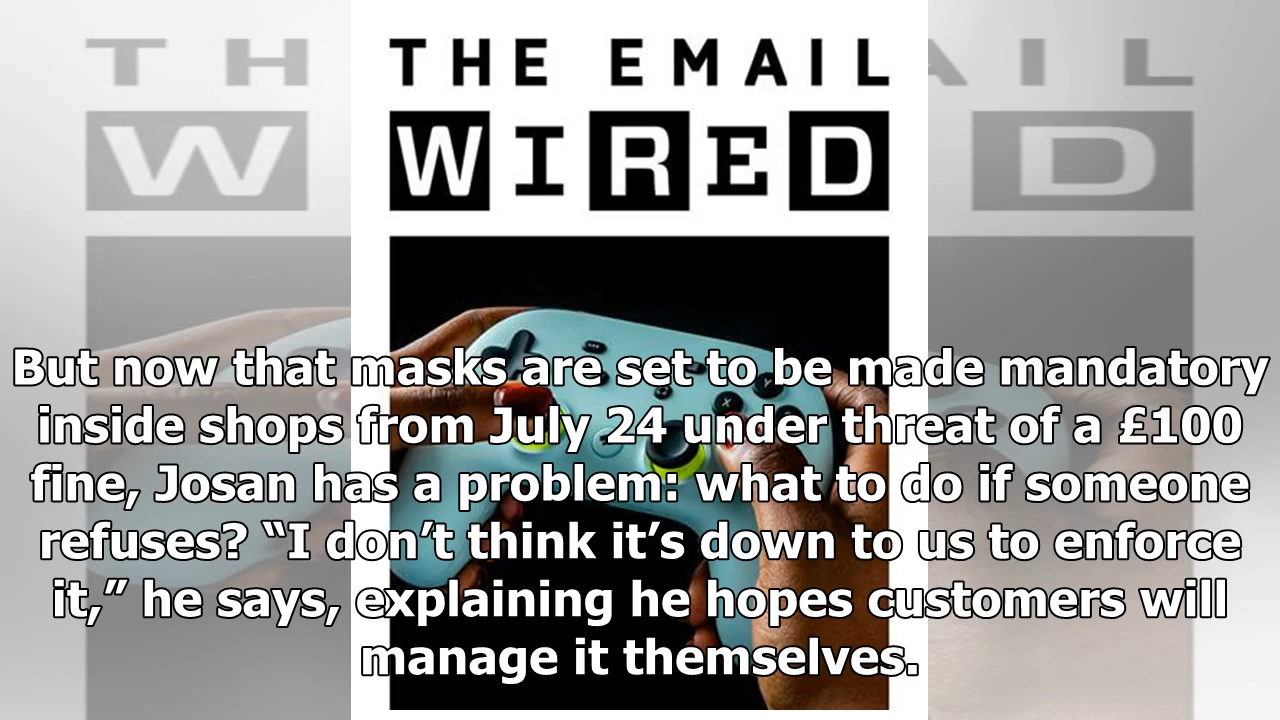 THE EMAIL
WIRED
But now that masks are set to be made mandatory
inside shops from July 24 under threat of a £100
fine, Josan has a problem: what to do if someone
refuses? “I don’t think it’s down to us to enforce
it,” he says, explaining he hopes customers will
manage it themselves.